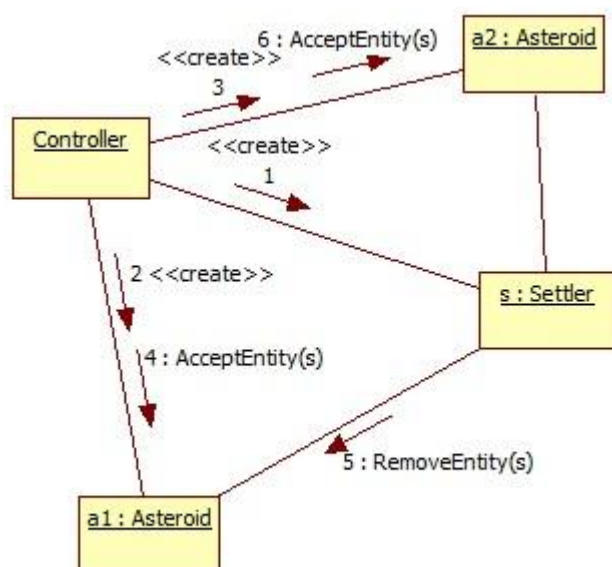 6 : AcceptEntity(s)
a2 : Asteroid
<<create>>
3
Controller
<<create>>
1
2 <<create>>
s : Settler
4 : AcceptEntity(s)
5 : RemoveEntity(s)
a1 : Asteroid